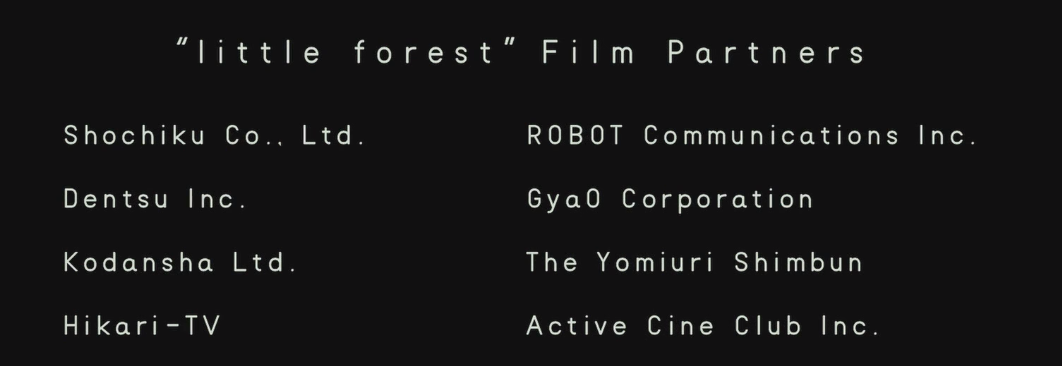 “little forest” Film Partners
Shochiku Co., Ltd.
ROBOT Communications Inc.
Dentsu Inc.
GyaO Corporation
Kodansha Ltd.
The Yomiuri Shimbun
Hikari-TV
Active Cine Club Inc.